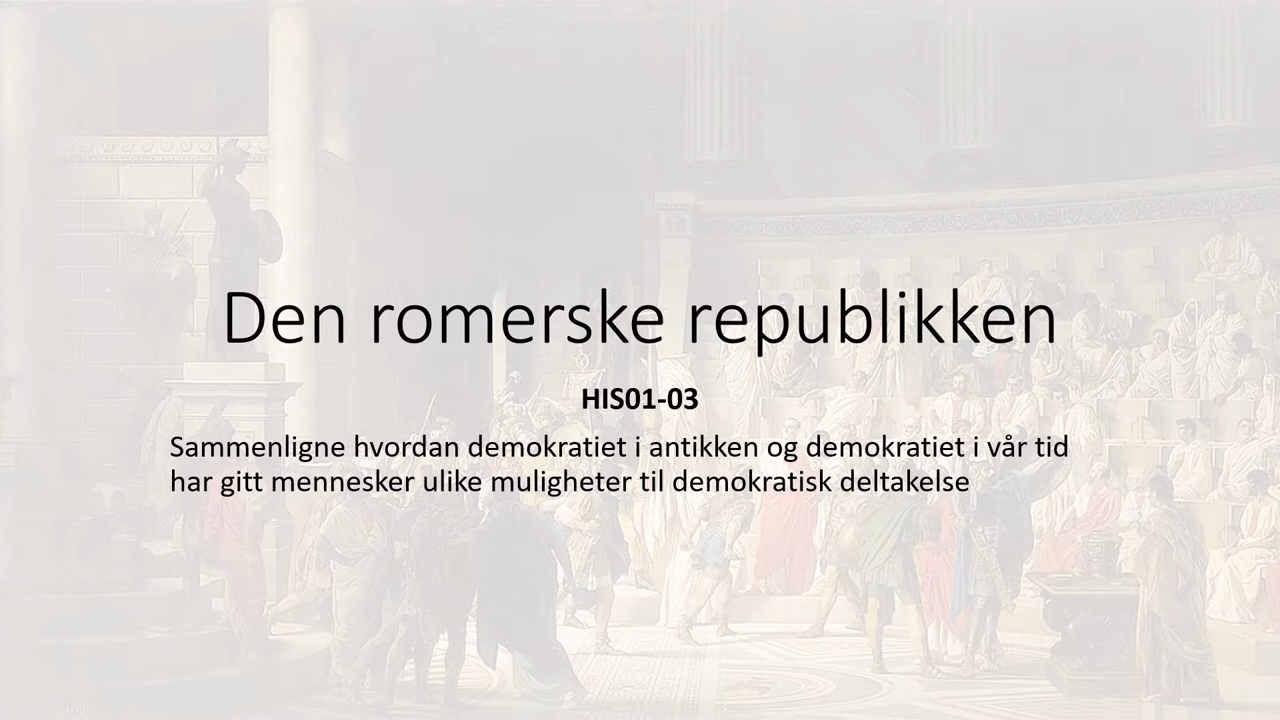 Den romerske republikken
HIS01-03
Sammenligne hvordan demokratiet i antikken og demokratiet i vår tid
har gitt mennesker ulike muligheter til demokratisk deltakelse